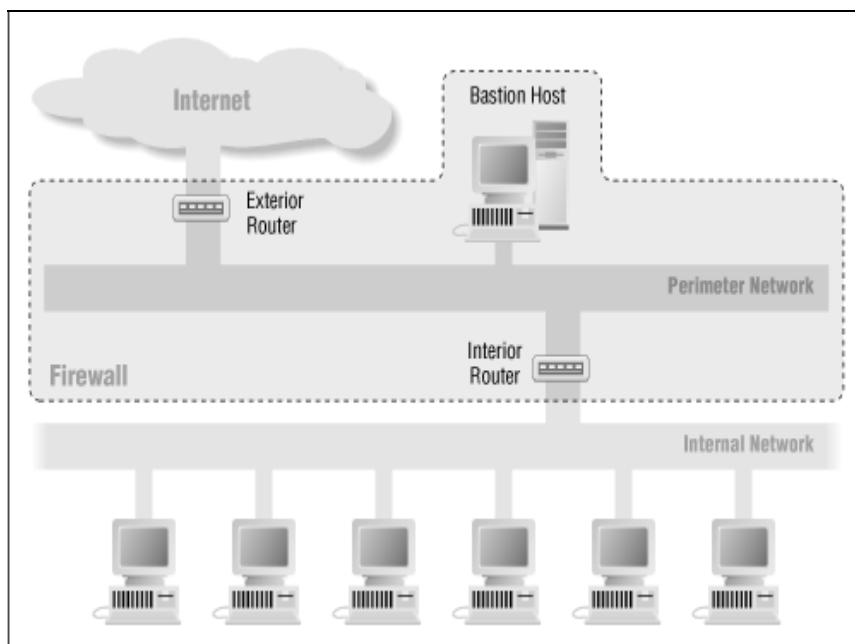 Internet
Bastion Host
Exterior
Router
Perimeter Network
Interior
Router
Firewall
Internal Network